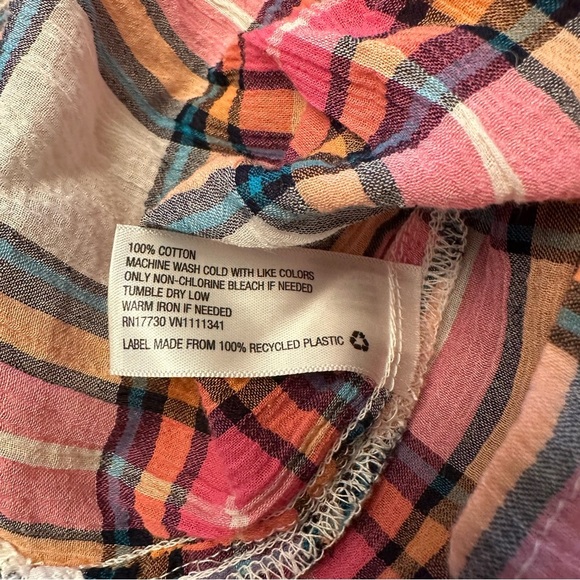 100% COTTON
MACHINE WASH COLD WITH LIKE COLORS
ONLY NON-CHLORINE BLEACH IF NEEDED
TUMBLE DRY LOW
WARM IRON IF NEEDED
RN17730 VN1111341
LABEL MADE FROM 100% RECYCLED PLASTIC